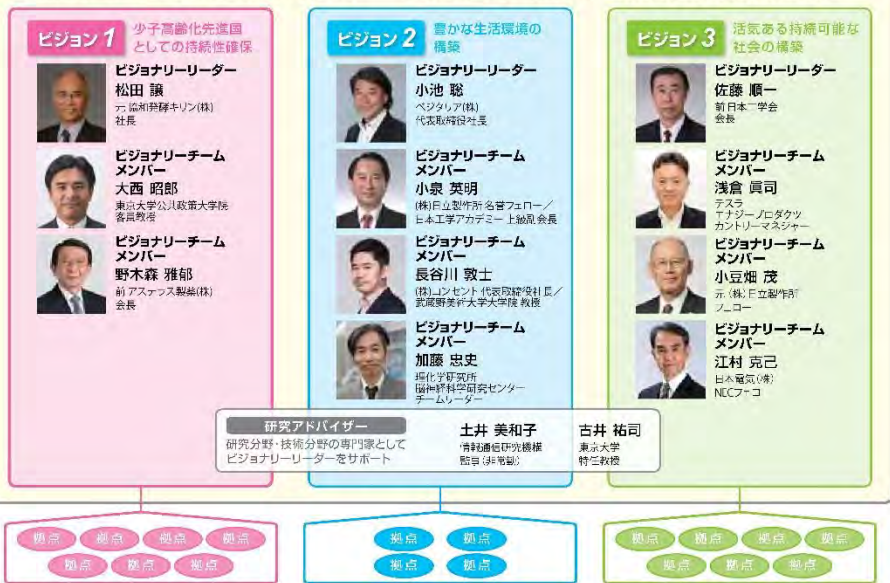 ビジョン 1
少子高齢化先進国
としての持続性確保
ビジョナリーリーダー
松田 譲
元 協和発酵キリン(株)
社長
ビジョナリーチーム
メンバー
大西 昭郎
東京大学公共政策大学院
客員教授
ビジョナリーチーム
メンバー
野木森 雅郁
前 アステラス製薬(株)
会長
ビジョン 2
豊かな生活環境の
構築
ビジョナリーリーダー
小池 聡
ベジタリア(株)
代表取締役社長
ビジョナリーチーム
メンバー
小泉 英明
(株)日立製作所 名誉フェロー／
日本工学アカデミー 上級副会長
ビジョナリーチーム
メンバー
長谷川 敦士
(株)コンセント 代表取締役社長／
武蔵野美術大学大学院 教授
ビジョナリーチーム
メンバー
加藤 忠史
理化学研究所
脳神経科学研究センター
チームリーダー
ビジョン 3
活気ある持続可能な
社会の構築
ビジョナリーリーダー
佐藤 順一
前 日本工学会
会長
ビジョナリーチーム
メンバー
浅倉 眞司
テスラ
エナジープロダクツ
カントリーマネジャー
ビジョナリーチーム
メンバー
小豆畑 茂
元 (株)日立製作所
フェロー
ビジョナリーチーム
メンバー
江村 克己
日本電気(株)
NECフェロー
研究アドバイザー
研究分野・技術分野の専門家として
ビジョナリーリーダーをサポート
土井 美和子
情報通信研究機構
監事(非常勤)
古井 祐司
東京大学
特任教授
拠点 拠点 拠点 拠点
拠点 拠点 拠点
拠点 拠点
拠点 拠点
拠点 拠点 拠点 拠点
拠点 拠点 拠点